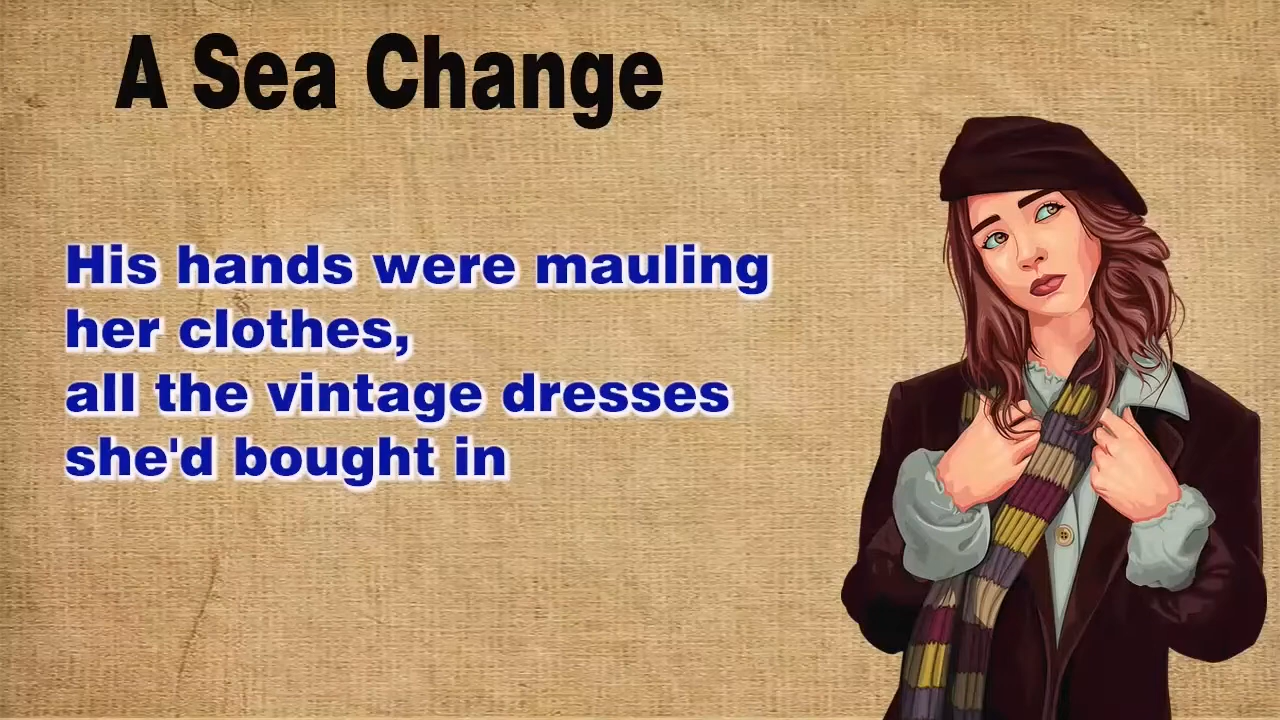 A Sea Change
His hands were mauling
her clothes,
all the vintage dresses
she'd bought in